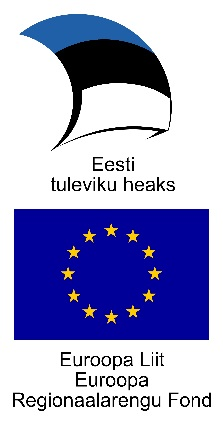 Eesti
tuleviku heaks
Euroopa Liit
Euroopa
Regionaalarengu Fond